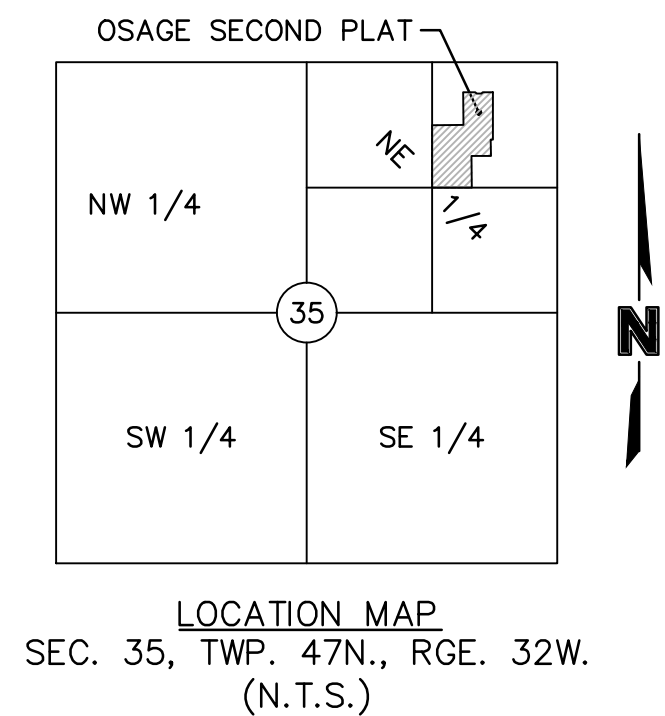 OSAGE SECOND PLAT
NE
1/4
NW 1/4
35
N
SW 1/4
SE 1/4
LOCATION MAP
SEC. 35, TWP. 47N., RGE. 32W.
(N.T.S.)